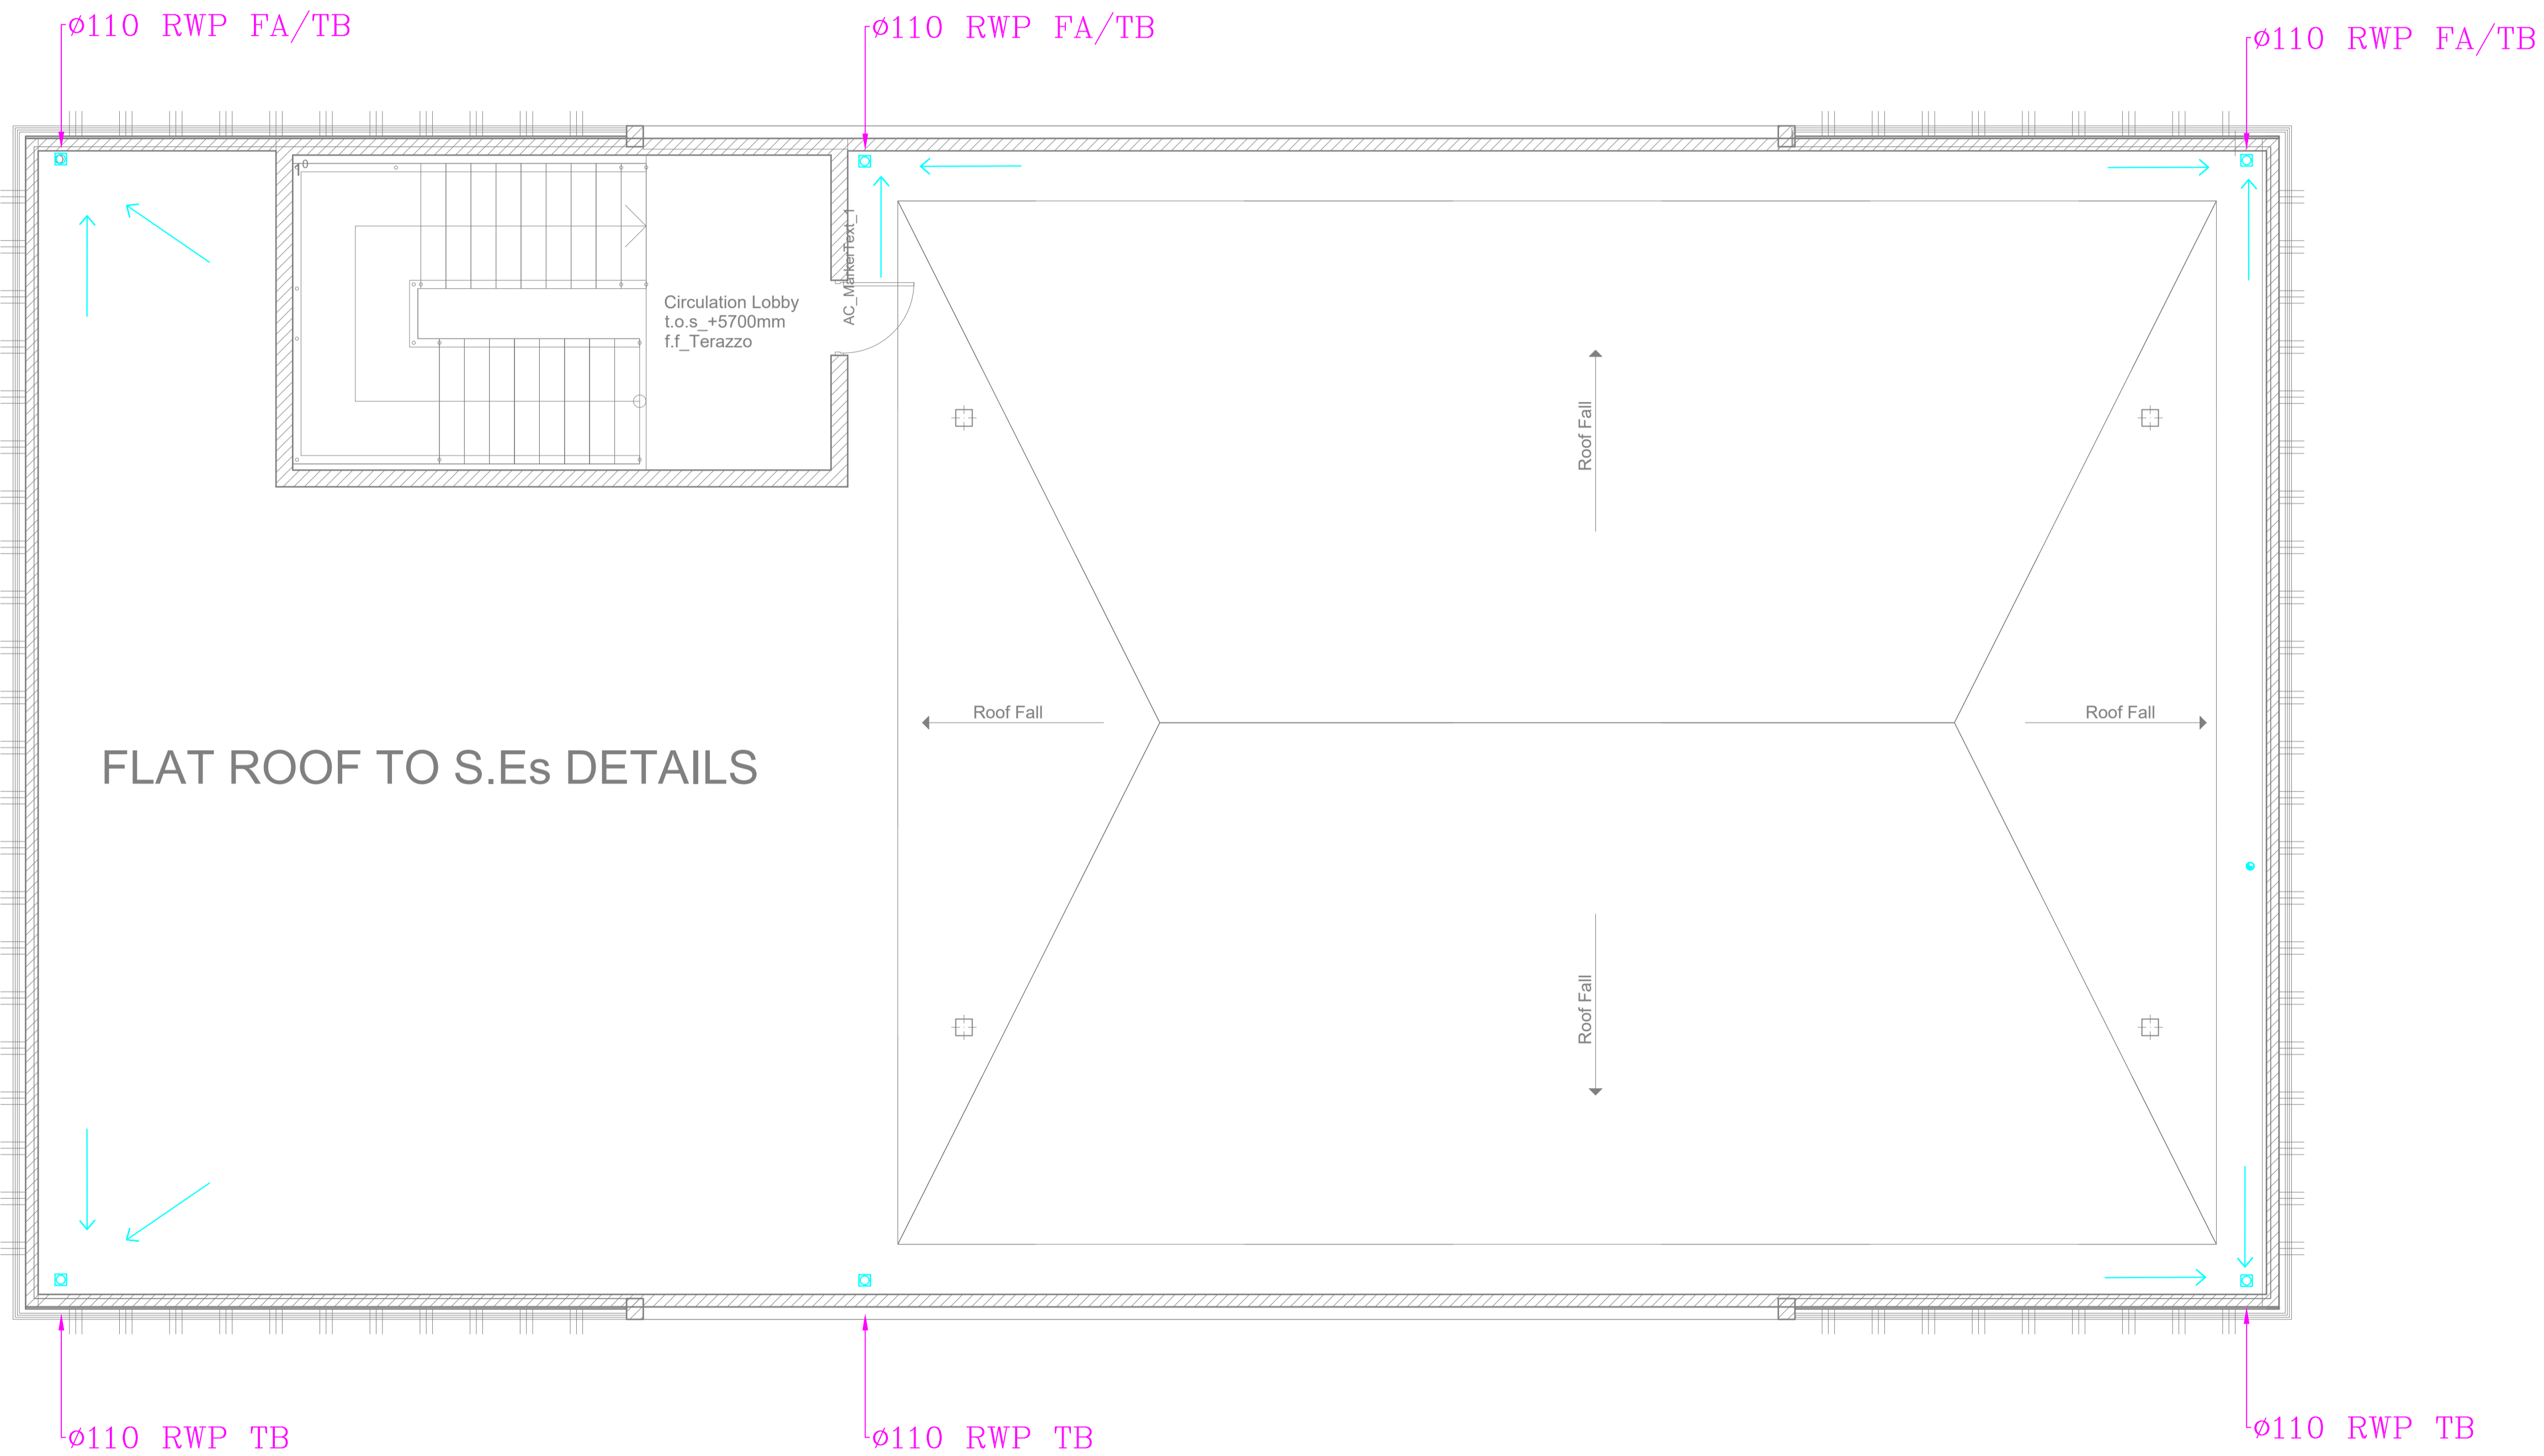 ø110 RWP FA/TB
ø110 RWP FA/TB
ø110 RWP FA/TB
10
AC_MarkerText_1
Circulation Lobby
t.o.s_+5700mm
f.f_Terazzo
Roof Fall
Roof Fall
Roof Fall
FLAT ROOF TO S.Es DETAILS
Roof Fall
ø110 RWP TB
ø110 RWP TB
ø110 RWP TB